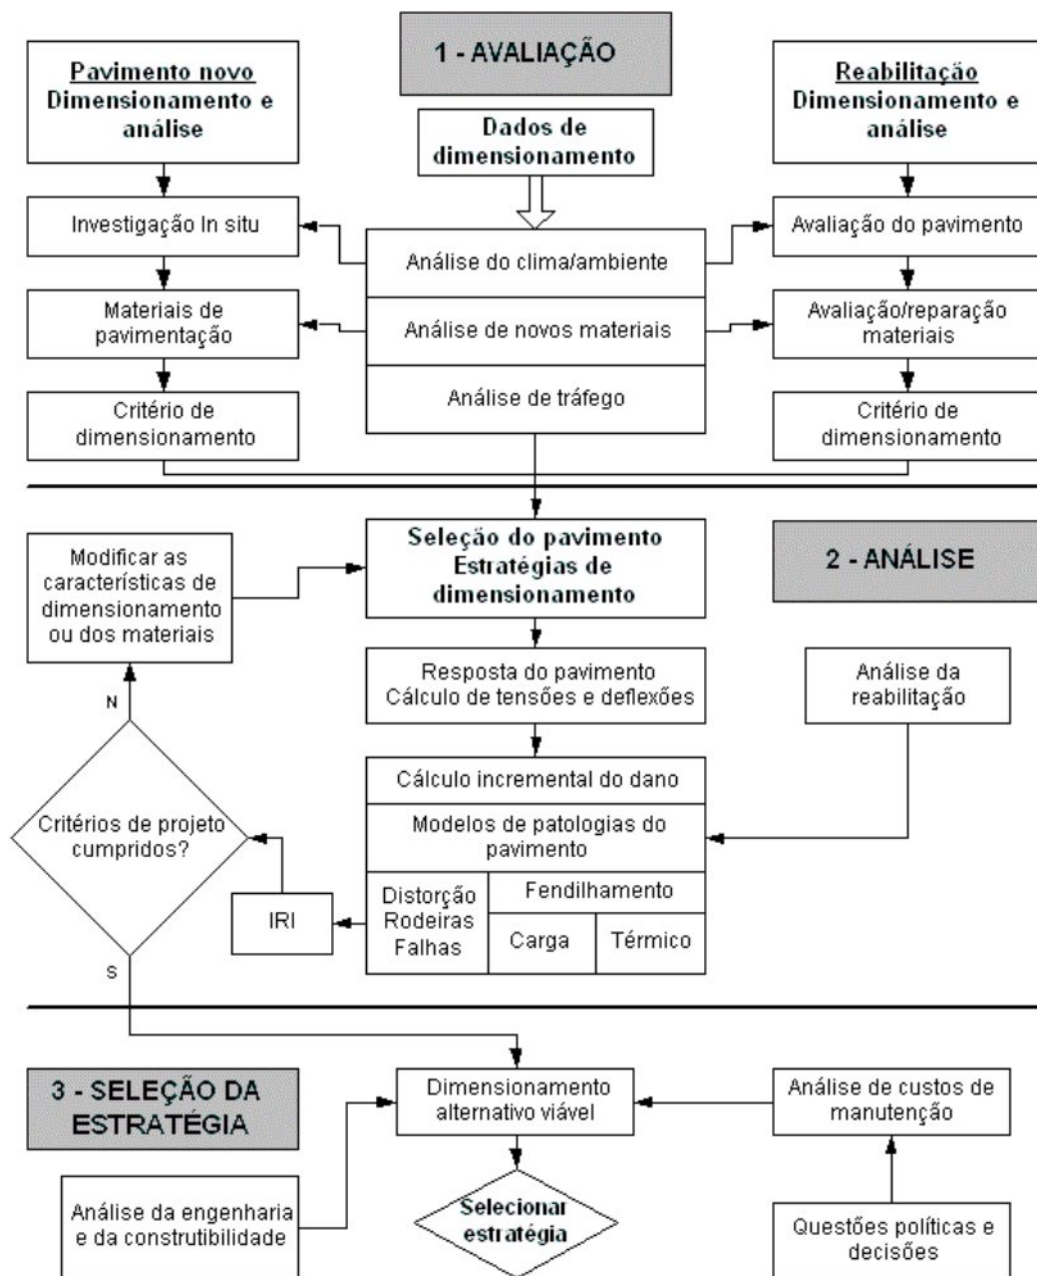 1 - AVALIAÇÃO
Pavimento novo
Dimensionamento e
análise
Dados de
dimensionamento
Reabilitação
Dimensionamento e
análise
Investigação In situ
Análise do clima/ambiente
Avaliação do pavimento
Materiais de
pavimentação
Análise de novos materiais
Avaliação/reparação
materiais
Análise de tráfego
Critério de
dimensionamento
Critério de
dimensionamento
Seleção do pavimento
Estratégias de
dimensionamento
2 - ANÁLISE
Modificar as
características de
dimensionamento
ou dos materiais
Resposta do pavimento
Cálculo de tensões e deflexões
Análise da
reabilitação
N
Cálculo incremental do dano
Modelos de patologias do
pavimento
Critérios de projeto
cumpridos?
Distorção
Rodeiras
Falhas
Fendilhamento
Carga
Térmico
IRI
S
3 - SELEÇÃO DA
ESTRATÉGIA
Dimensionamento
alternativo viável
Análise de custos de
manutenção
Análise da engenharia
e da construtibilidade
Selecionar
estratégia
Questões políticas e
decisões